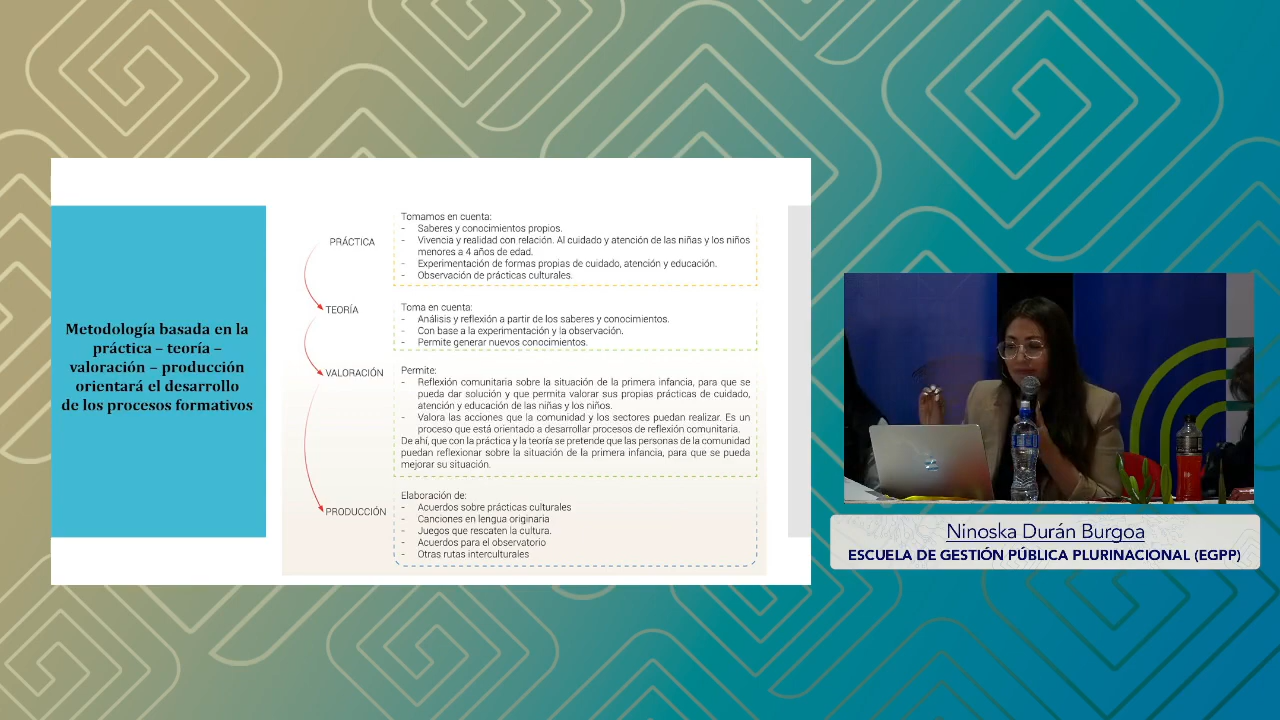 Metodología basada en la
práctica – teoría –
valoración – producción
orientará el desarrollo
de los procesos formativos
PRÁCTICA
Tomamos en cuenta:
- Saberes y conocimientos propios.
- Vivencia y realidad con relación. Al cuidado y atención de las niñas y los niños
menores a 4 años de edad.
- Experimentación de formas propias de cuidado, atención y educación.
- Observación de prácticas culturales.
TEORÍA
Toma en cuenta:
- Análisis y reflexión a partir de los saberes y conocimientos.
- Con base a la experimentación y la observación.
- Permite generar nuevos conocimientos.
VALORACIÓN
Permite:
- Reflexión comunitaria sobre la situación de la primera infancia, para que se
pueda dar solución y que permita valorar sus propias prácticas de cuidado,
atención y educación de las niñas y los niños.
- Valora las acciones que la comunidad y los sectores puedan realizar. Es un
proceso que está orientado a desarrollar procesos de reflexión comunitaria.
De ahí, que con la práctica y la teoría se pretende que las personas de la comunidad
puedan reflexionar sobre la situación de la primera infancia, para que se pueda
mejorar su situación.
PRODUCCIÓN
Elaboración de:
- Acuerdos sobre prácticas culturales
- Canciones en lengua originaria
- Juegos que rescaten la cultura.
- Acuerdos para el observatorio
- Otras rutas interculturales
Ninoska Durán Burgoa
ESCUELA DE GESTIÓN PÚBLICA PLURINACIONAL (EGPP)